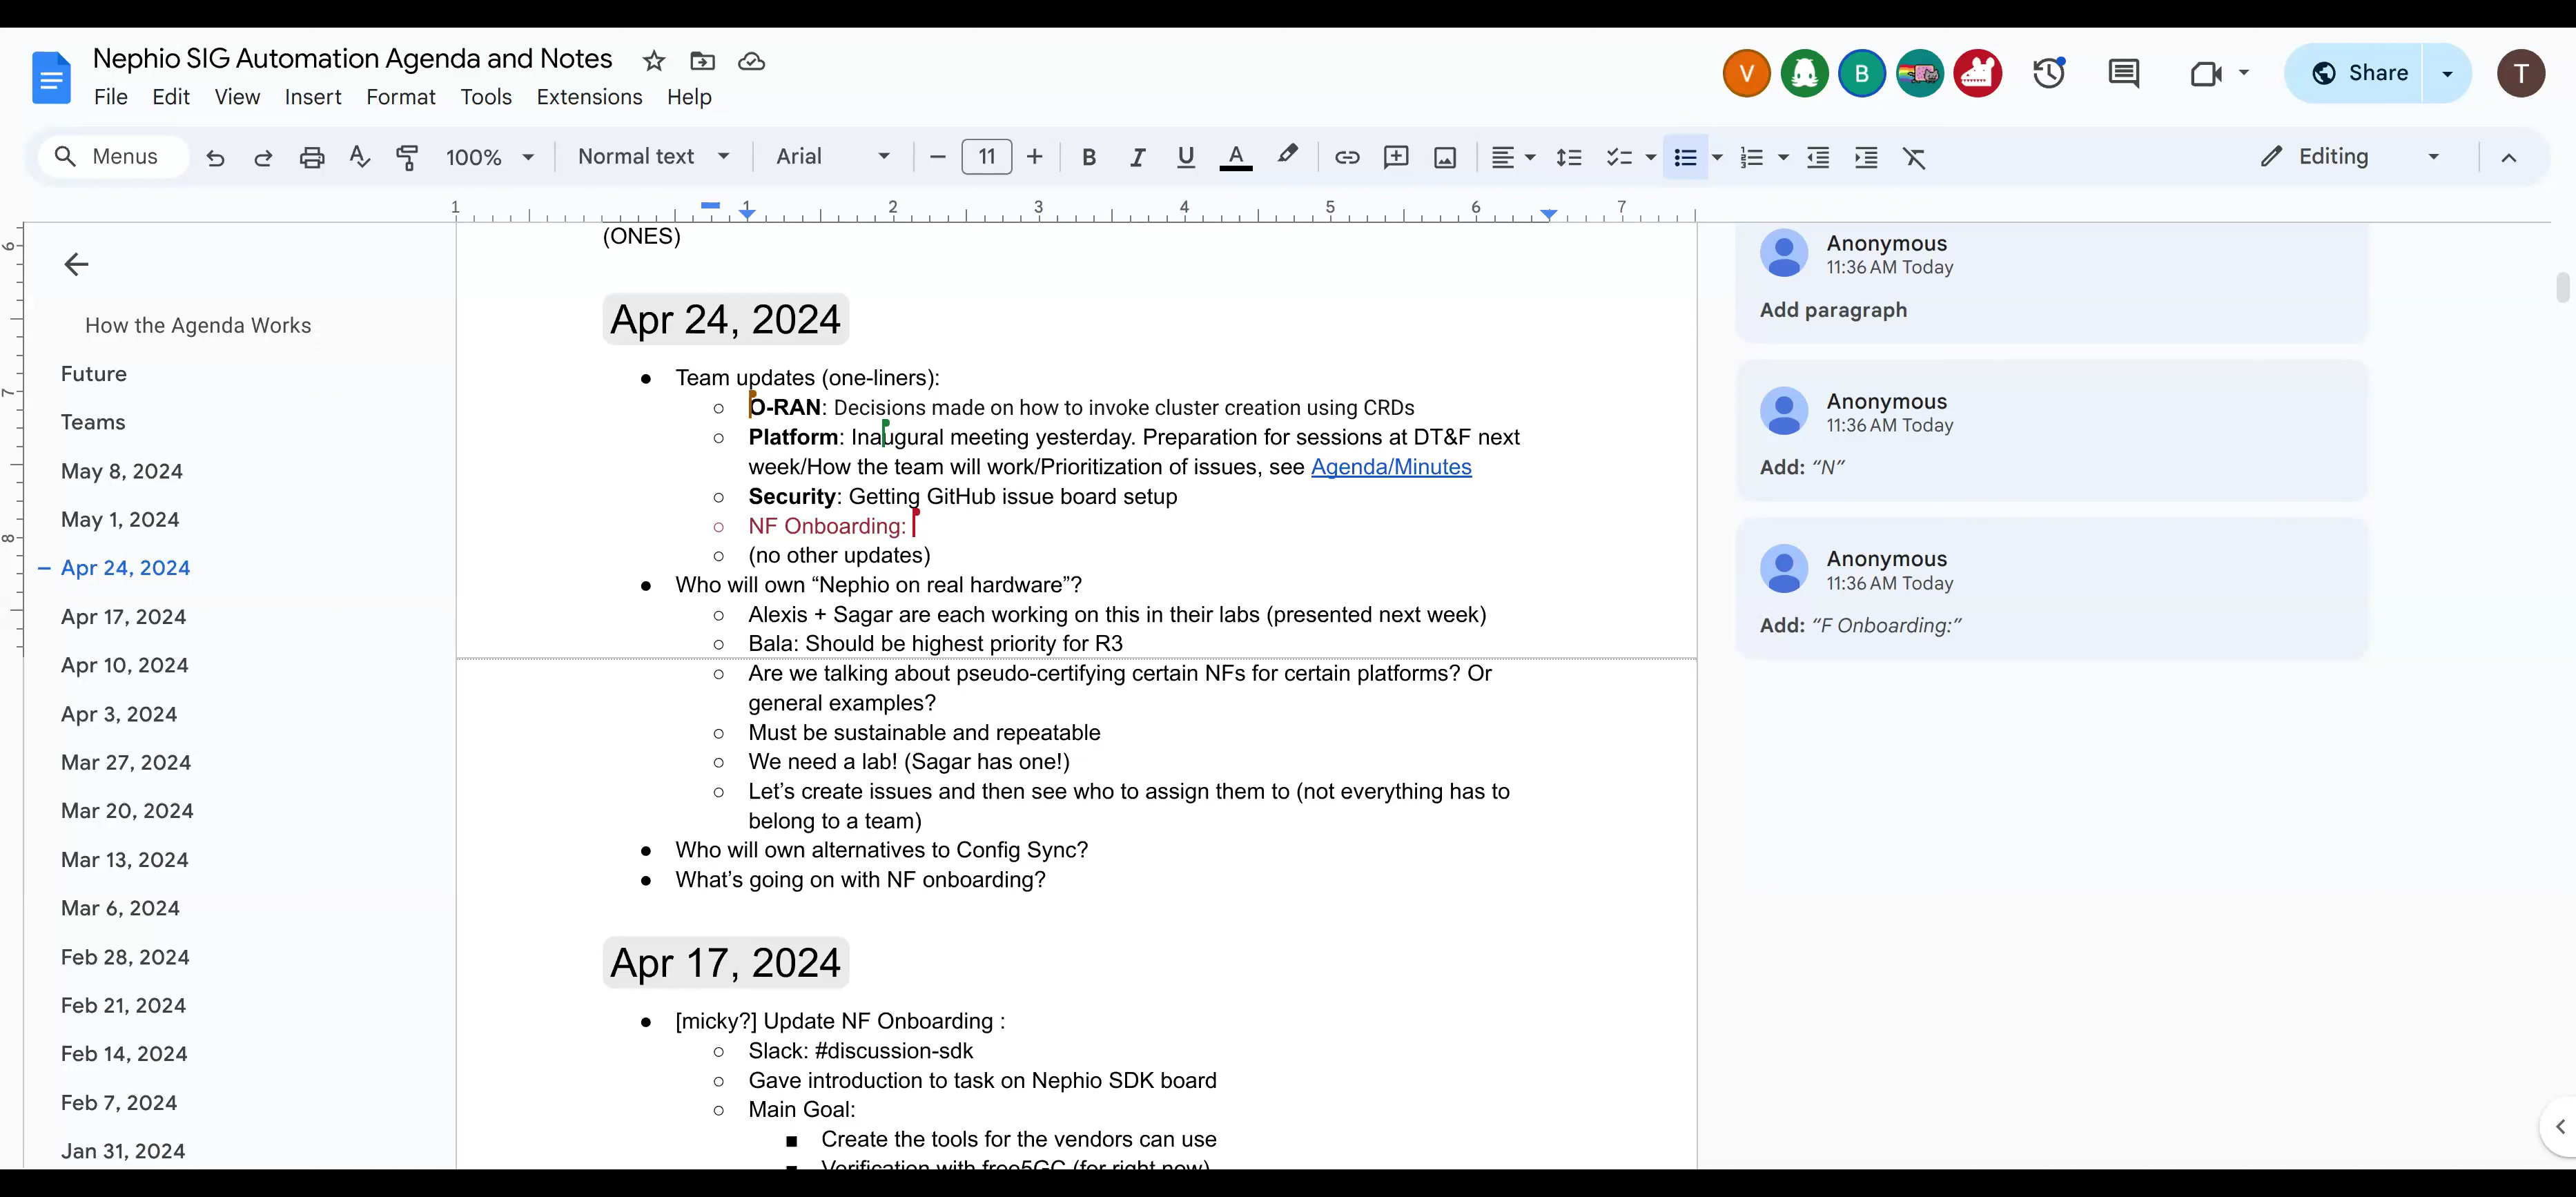 Nephio SIG Automation Agenda and Notes
File Edit View Insert Format Tools Extensions Help
V B Share T
Menus 100% Normal text Arial 11 B I U A Editing
1 1 2 3 4 5 6 7
6
7
8
How the Agenda Works
Future
Teams
May 8, 2024
May 1, 2024
Apr 24, 2024
Apr 17, 2024
Apr 10, 2024
Apr 3, 2024
Mar 27, 2024
Mar 20, 2024
Mar 13, 2024
Mar 6, 2024
Feb 28, 2024
Feb 21, 2024
Feb 14, 2024
Feb 7, 2024
Jan 31, 2024
(ONES)
Apr 24, 2024
● Team updates (one-liners):
○ O-RAN: Decisions made on how to invoke cluster creation using CRDs
○ Platform: Inaugural meeting yesterday. Preparation for sessions at DT&F next
week/How the team will work/Prioritization of issues, see Agenda/Minutes
○ Security: Getting GitHub issue board setup
○ NF Onboarding:
○ (no other updates)
● Who will own “Nephio on real hardware”?
○ Alexis + Sagar are each working on this in their labs (presented next week)
○ Bala: Should be highest priority for R3
○ Are we talking about pseudo-certifying certain NFs for certain platforms? Or
general examples?
○ Must be sustainable and repeatable
○ We need a lab! (Sagar has one!)
○ Let’s create issues and then see who to assign them to (not everything has to
belong to a team)
● Who will own alternatives to Config Sync?
● What’s going on with NF onboarding?
Apr 17, 2024
● [micky?] Update NF Onboarding :
○ Slack: #discussion-sdk
○ Gave introduction to task on Nephio SDK board
○ Main Goal:
■ Create the tools for the vendors can use
■ Verification with free5GC (for right now)
Anonymous
11:36 AM Today
Add paragraph
Anonymous
11:36 AM Today
Add: “N”
Anonymous
11:36 AM Today
Add: “F Onboarding:”